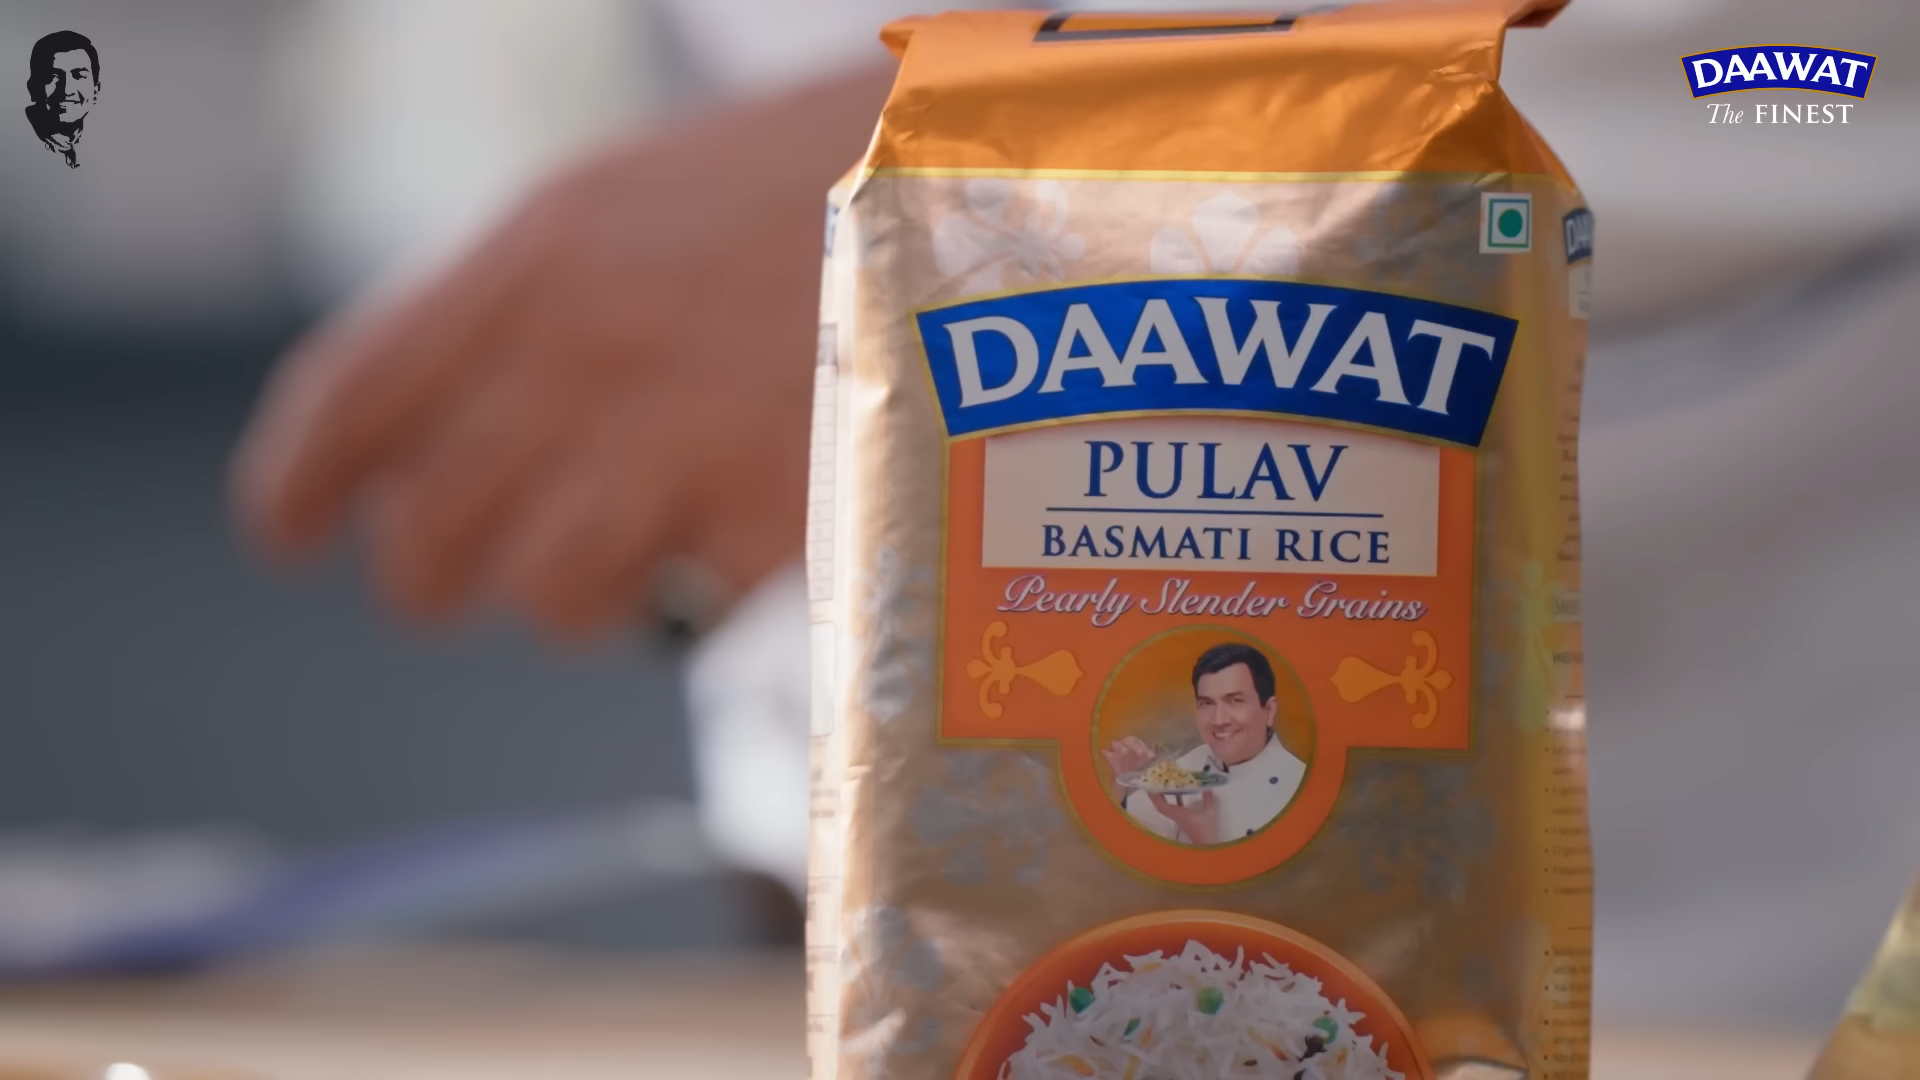 DAAWAT
The FINEST
DAAWAT
PULAV
BASMATI RICE
Pearly Slender Grains